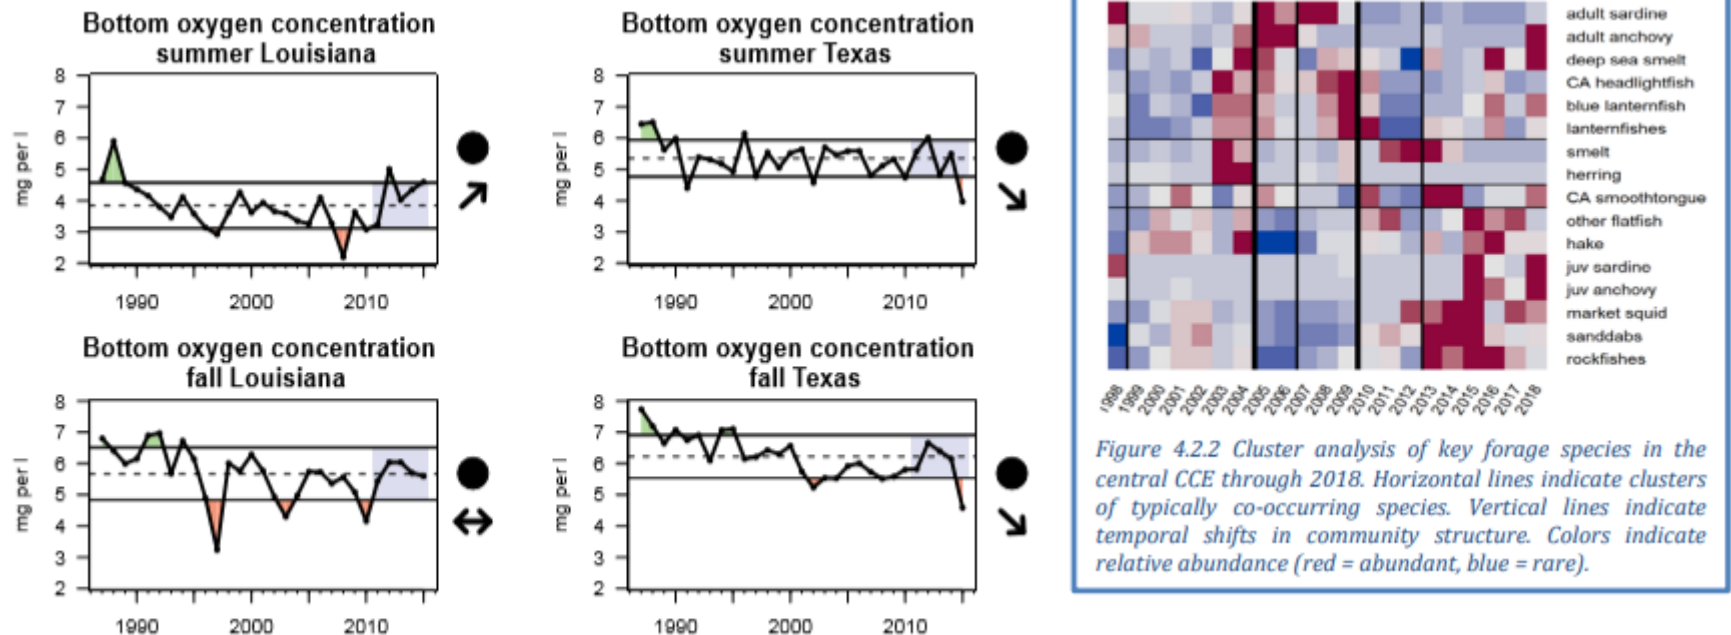 Bottom oxygen concentration
summer Louisiana
mg per l
8
7
6
5
4
3
2
1990
2000
2010
Bottom oxygen concentration
summer Texas
mg per l
8
7
6
5
4
3
2
1990
2000
2010
Bottom oxygen concentration
fall Louisiana
mg per l
8
7
6
5
4
3
2
1990
2000
2010
Bottom oxygen concentration
fall Texas
mg per l
8
7
6
5
4
3
2
1990
2000
2010
adult sardine
adult anchovy
deep sea smelt
CA headlightfish
blue lanternfish
lanternfishes
smelt
herring
CA smoothtongue
other flatfish
hake
juv sardine
juv anchovy
market squid
sanddabs
rockfishes
1998
1999
2000
2001
2002
2003
2004
2005
2006
2007
2008
2009
2010
2011
2012
2013
2014
2015
2016
2017
2018
Figure 4.2.2 Cluster analysis of key forage species in the
central CCE through 2018. Horizontal lines indicate clusters
of typically co-occurring species. Vertical lines indicate
temporal shifts in community structure. Colors indicate
relative abundance (red = abundant, blue = rare).